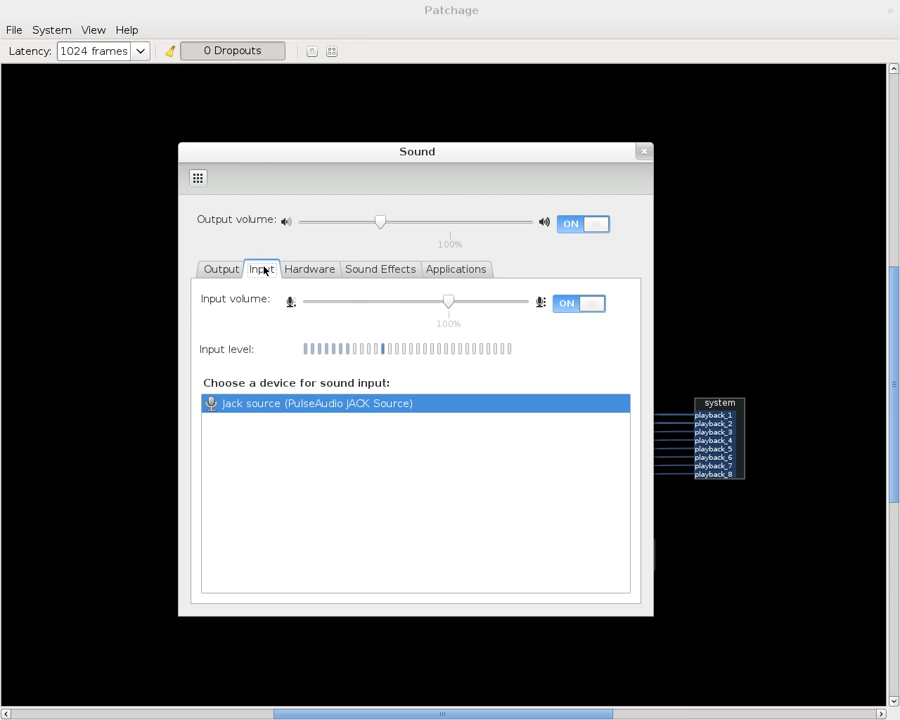 Patchage
File System View Help
Latency: 1024 frames 0 Dropouts
Sound
Output volume: ON
100%
Output Input Hardware Sound Effects Applications
Input volume: ON
100%
Input level:
Choose a device for sound input:
Jack source (PulseAudio JACK Source)
system
playback_1
playback_2
playback_3
playback_4
playback_5
playback_6
playback_7
playback_8